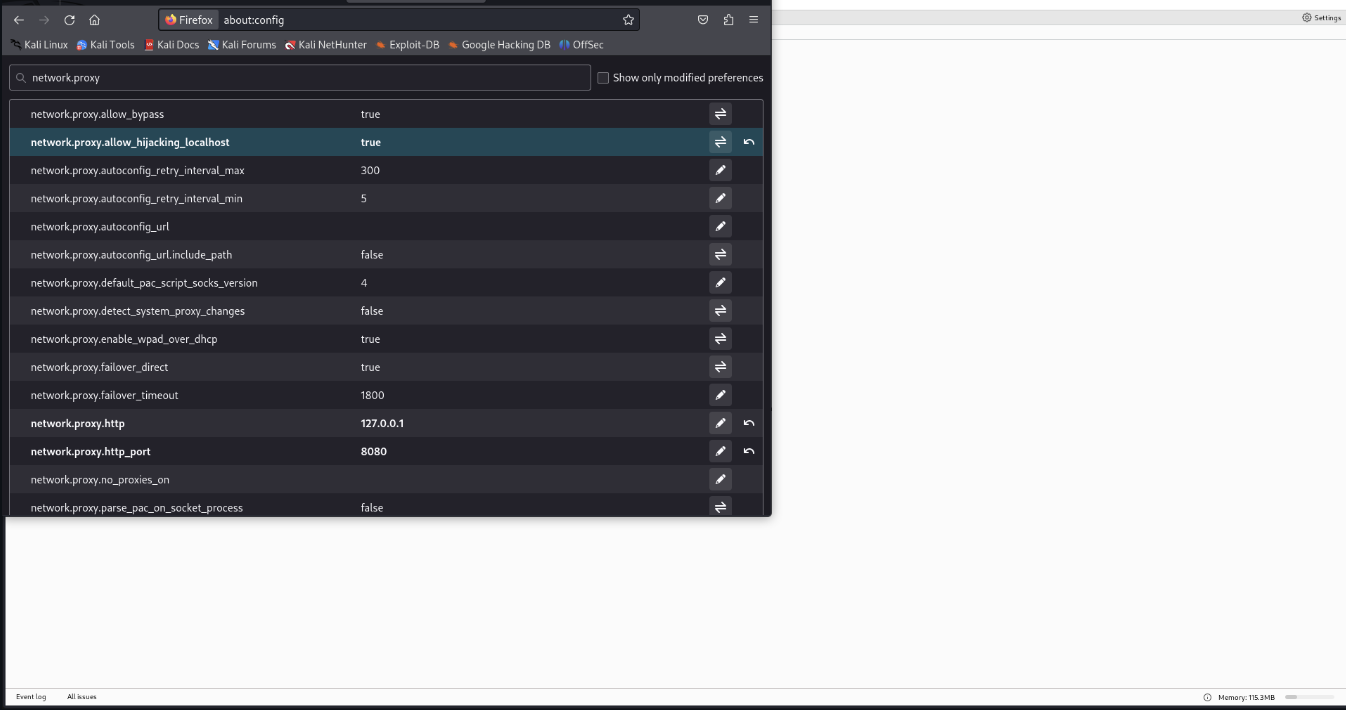 Firefox about:config
Settings
Kali Linux Kali Tools Kali Docs Kali Forums Kali NetHunter Exploit-DB Google Hacking DB OffSec
network.proxy Show only modified preferences
network.proxy.allow_bypass true
network.proxy.allow_hijacking_localhost true
network.proxy.autoconfig_retry_interval_max 300
network.proxy.autoconfig_retry_interval_min 5
network.proxy.autoconfig_url
network.proxy.autoconfig_url.include_path false
network.proxy.default_pac_script_socks_version 4
network.proxy.detect_system_proxy_changes false
network.proxy.enable_wpad_over_dhcp true
network.proxy.failover_direct true
network.proxy.failover_timeout 1800
network.proxy.http 127.0.0.1
network.proxy.http_port 8080
network.proxy.no_proxies_on
network.proxy.parse_pac_on_socket_process false
Event log All issues Memory: 115.3MB